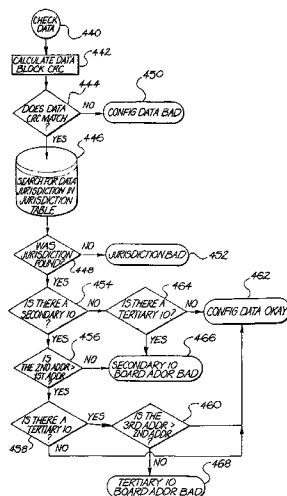 CHECK
DATA
440
CALCULATE DATA
BLOCK CRC
442
444
DOES DATA
CRC MATCH
?
NO
450
CONFIG DATA BAD
YES
446
SEARCH FOR DATA
JURISDICTION IN
JURISDICTION
TABLE
WAS
JURISDICTION
FOUND?
448
NO
JURISDICTION BAD
452
YES
454
464
462
IS THERE A
SECONDARY IO
?
NO
IS THERE A
TERTIARY IO?
NO
CONFIG DATA OKAY
YES
456
YES
466
IS
THE 2ND ADDR >
1ST ADDR
?
NO
SECONDARY IO
BOARD ADDR BAD
YES
460
IS THERE A
TERTIARY IO
?
YES
IS THE
3RD ADDR >
2ND ADDR
?
458
NO
NO
468
TERTIARY IO
BOARD ADDR BAD